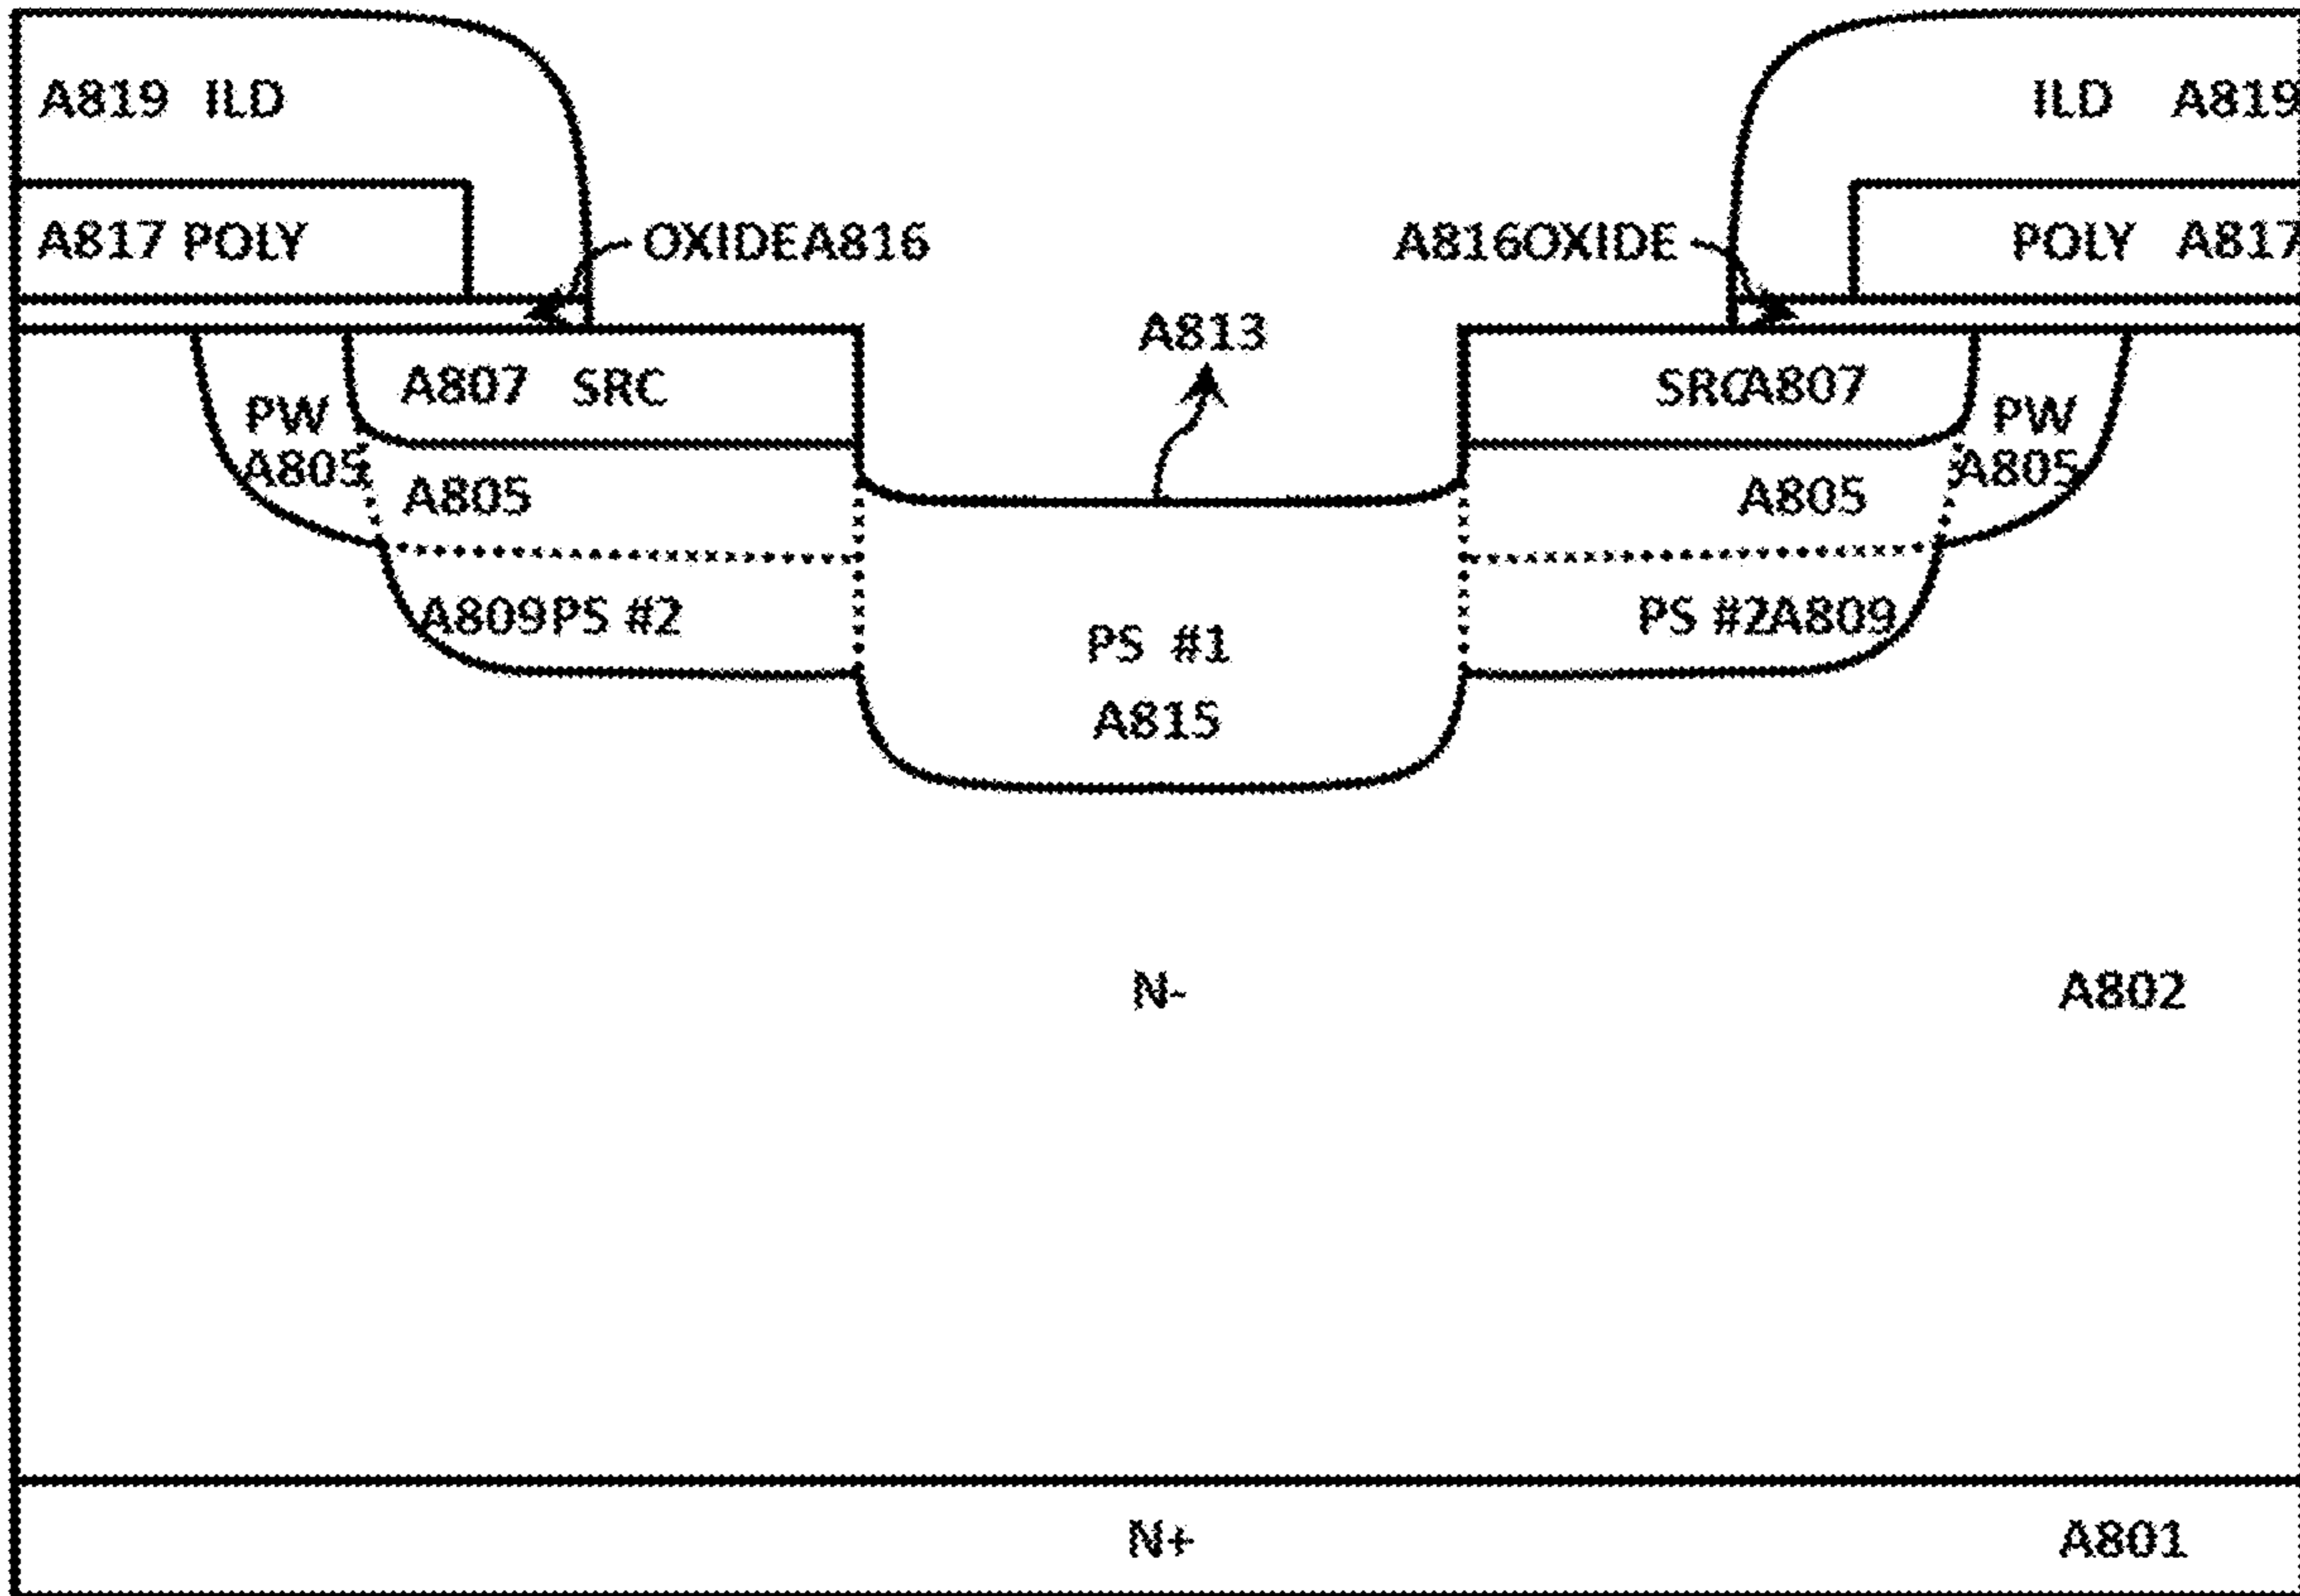 A819 ILD
ILD A819
A817 POLY
OXIDEA816
A816OXIDE
POLY A817
A813
A807 SRC
SRCA807
PW
A805
PW
A805
A805
A805
A809PS #2
PS #2A809
PS #1
A815
N-
A802
N+
A801